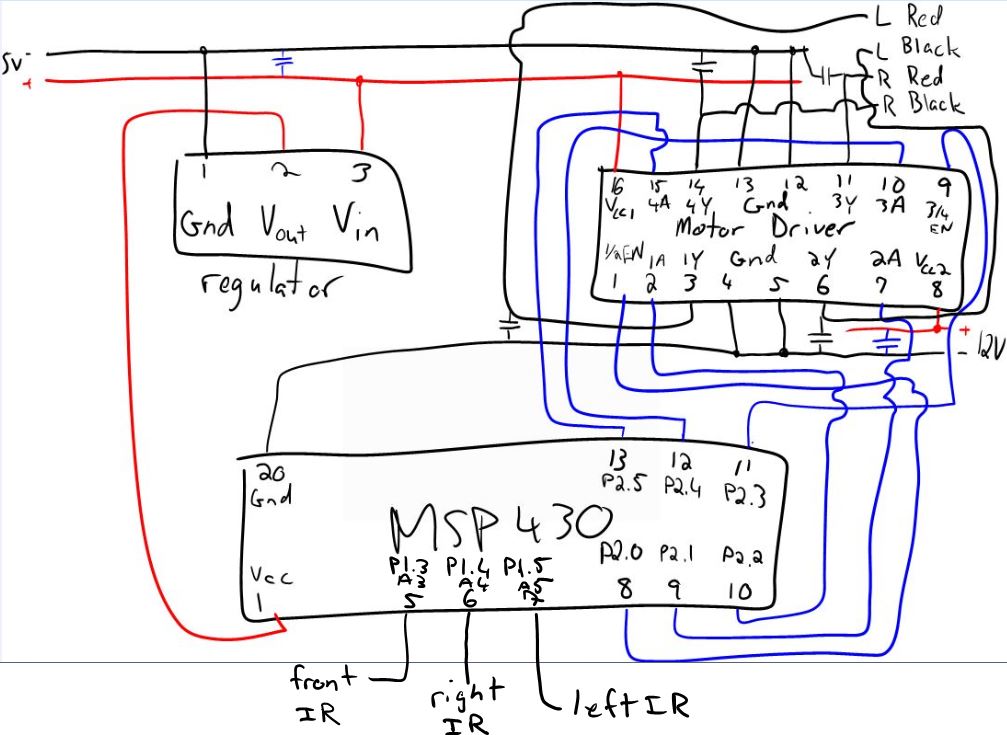 L Red
5v -
L Black
+
R Red
R Black
1 2 3
Gnd Vout Vin
regulator
16 15 14 13 12 11 10 9
Vcc1 4A 4Y Gnd 3Y 3A 3/4 EN
Motor Driver
1/2EN 1A 1Y Gnd 2Y 2A Vcc2
1 2 3 4 5 6 7 8
+
- 12V
20
Gnd
13 12 11
P2.5 P2.4 P2.3
MSP430
P2.0 P2.1 P2.2
8 9 10
P1.3 P1.4 P1.5
A3 A4 A5
5 6 7
Vcc
1
front
IR
right
IR
left IR